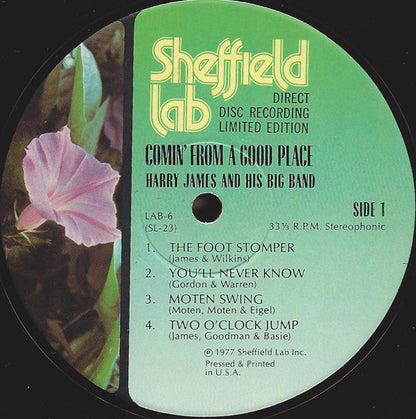 Sheffield
lab
DIRECT
DISC RECORDING
LIMITED EDITION
COMIN' FROM A GOOD PLACE
HARRY JAMES AND HIS BIG BAND
SIDE 1
LAB-6
(SL-23)
33⅓ R.P.M. Stereophonic
1. THE FOOT STOMPER
(James & Wilkins)
2. YOU'LL NEVER KNOW
(Gordon & Warren)
3. MOTEN SWING
(Moten, Moten & Eigel)
4. TWO O'CLOCK JUMP
(James, Goodman & Basie)
℗ 1977 Sheffield Lab Inc.
Pressed & Printed
in U.S.A.